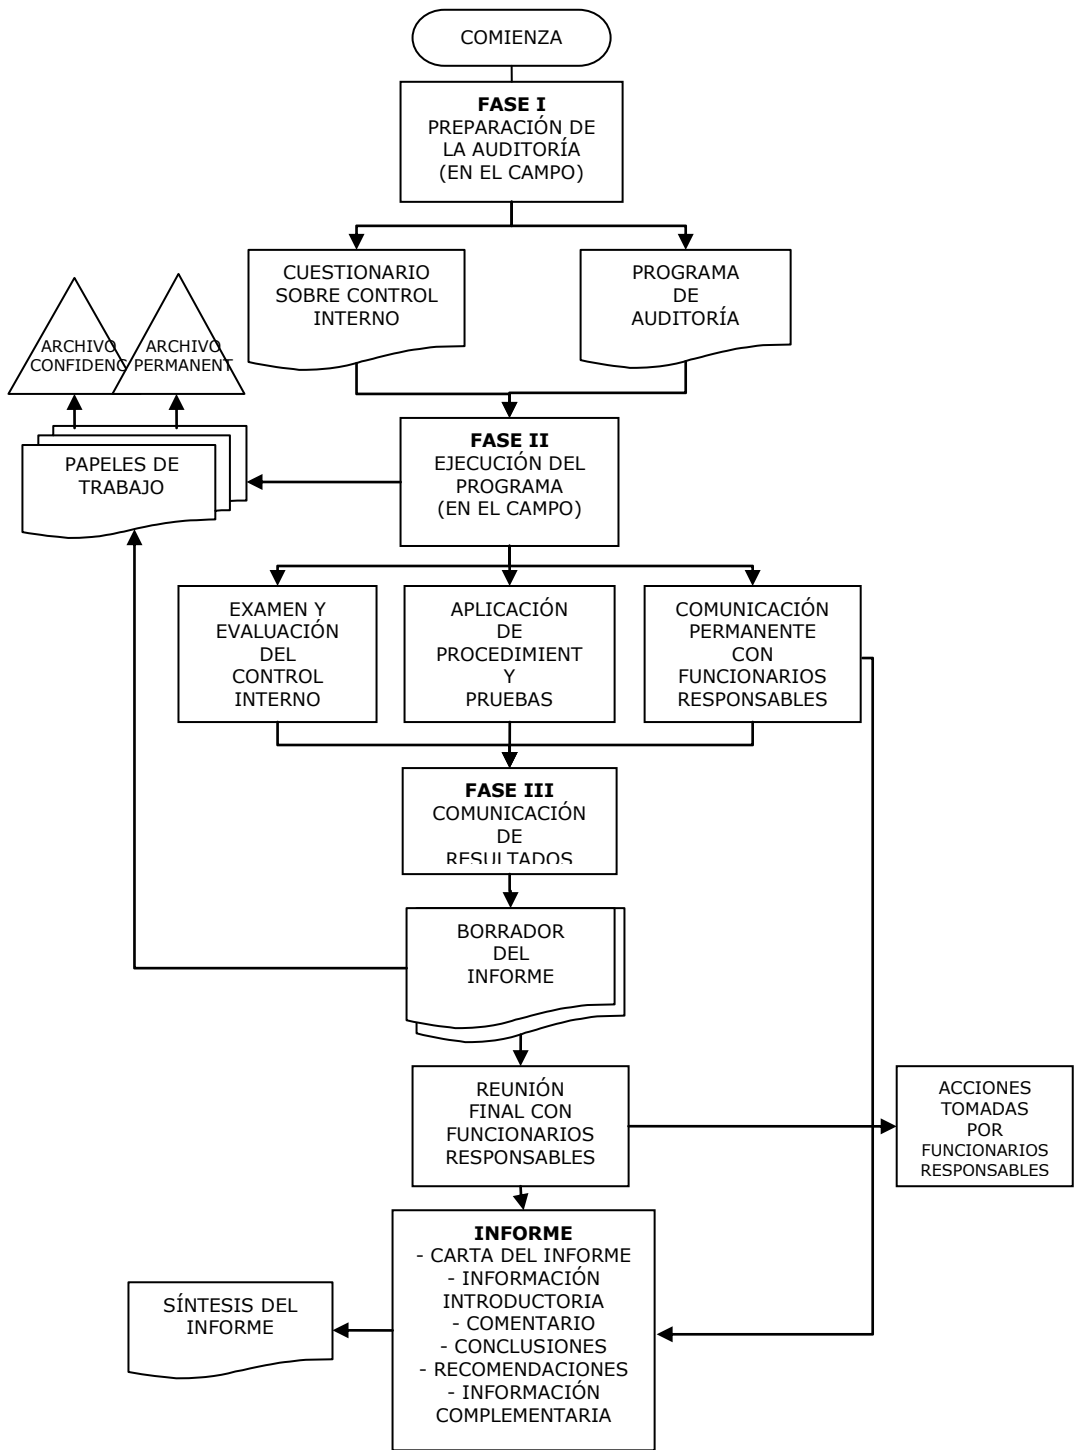 COMIENZA
FASE I
PREPARACIÓN DE
LA AUDITORÍA
(EN EL CAMPO)
CUESTIONARIO
SOBRE CONTROL
INTERNO
PROGRAMA
DE
AUDITORÍA
ARCHIVO
CONFIDENC
ARCHIVO
PERMANENT
PAPELES DE
TRABAJO
FASE II
EJECUCIÓN DEL
PROGRAMA
(EN EL CAMPO)
EXAMEN Y
EVALUACIÓN
DEL
CONTROL
INTERNO
APLICACIÓN
DE
PROCEDIMIENT
Y
PRUEBAS
COMUNICACIÓN
PERMANENTE
CON
FUNCIONARIOS
RESPONSABLES
FASE III
COMUNICACIÓN
DE
RESULTADOS
BORRADOR
DEL
INFORME
REUNIÓN
FINAL CON
FUNCIONARIOS
RESPONSABLES
ACCIONES
TOMADAS
POR
FUNCIONARIOS
RESPONSABLES
INFORME
- CARTA DEL INFORME
- INFORMACIÓN
INTRODUCTORIA
- COMENTARIO
- CONCLUSIONES
- RECOMENDACIONES
- INFORMACIÓN
COMPLEMENTARIA
SÍNTESIS DEL
INFORME